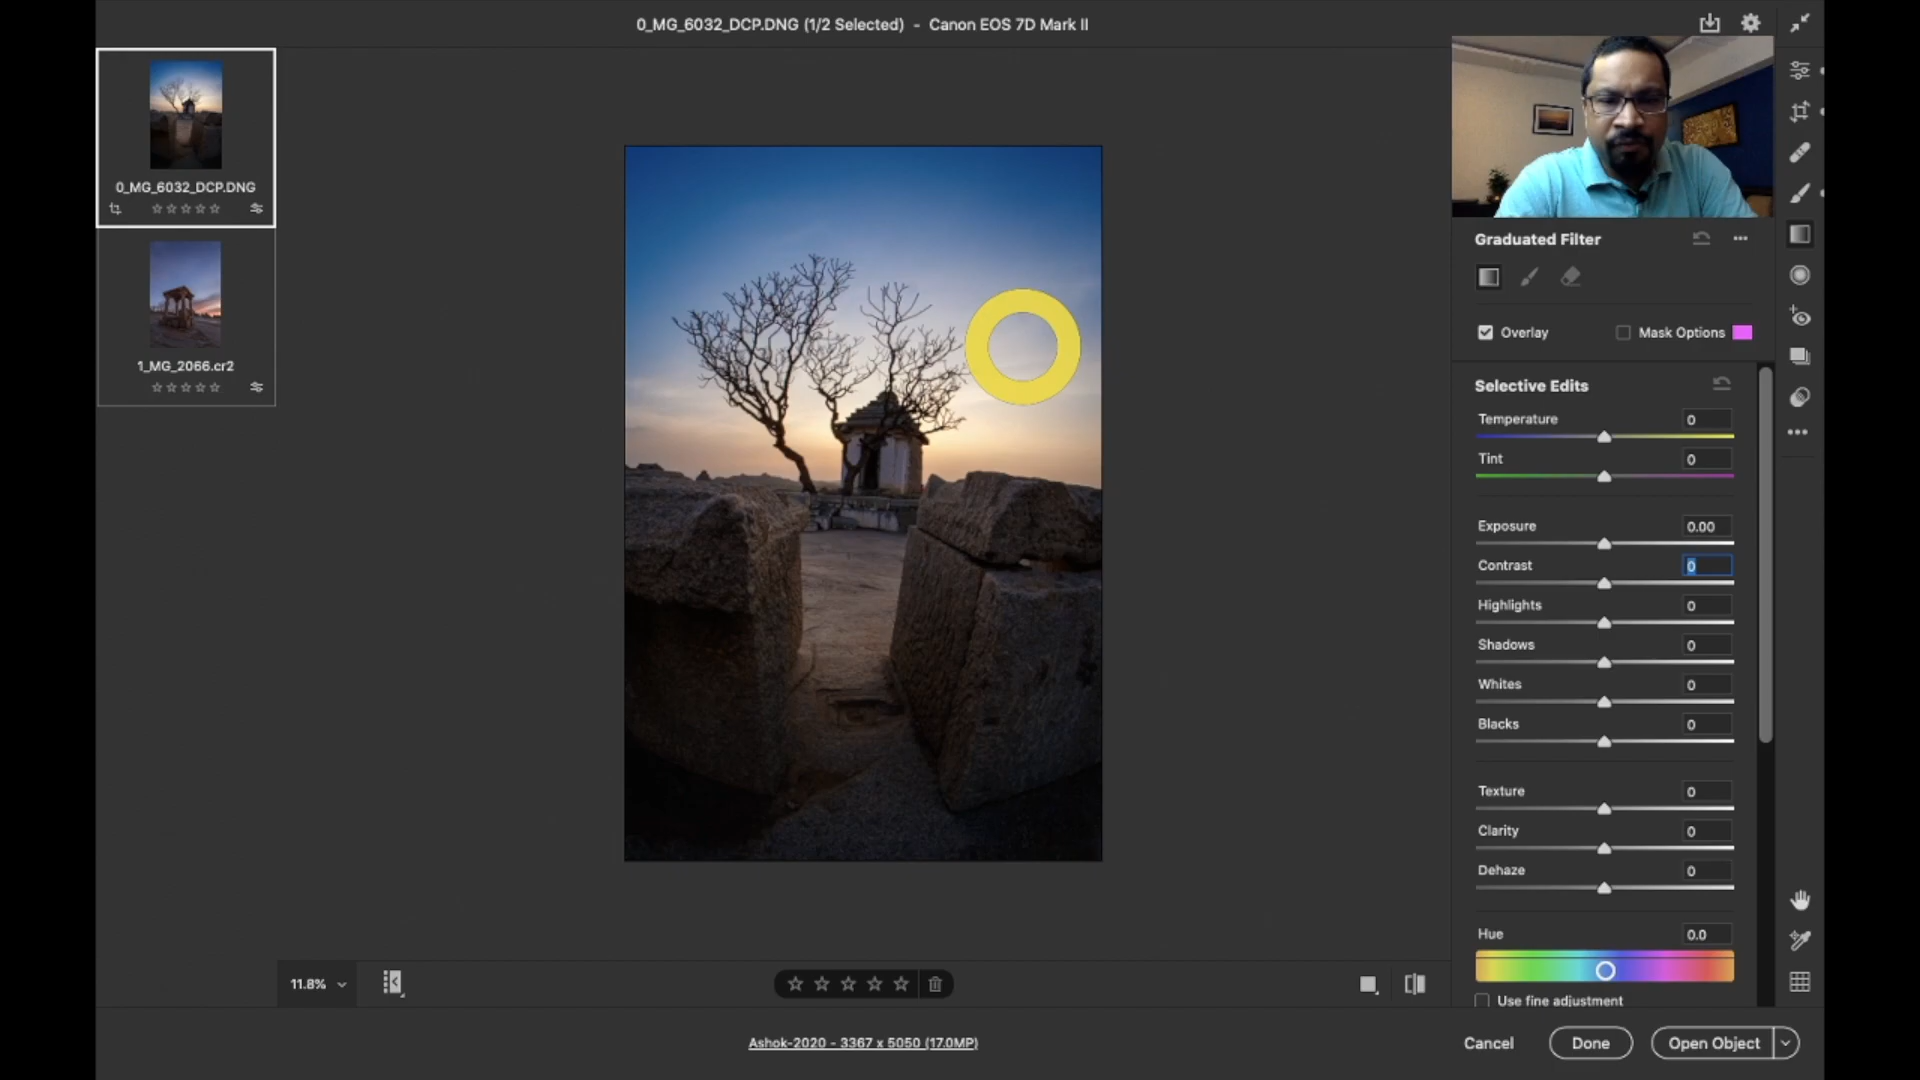 0_MG_6032_DCP.DNG (1/2 Selected) - Canon EOS 7D Mark II
0_MG_6032_DCP.DNG
1_MG_2066.cr2
Graduated Filter
Overlay
Mask Options
Selective Edits
Temperature 0
Tint 0
Exposure 0.00
Contrast 0
Highlights 0
Shadows 0
Whites 0
Blacks 0
Texture 0
Clarity 0
Dehaze 0
Hue 0.0
Use fine adjustment
11.8%
Ashok-2020 - 3367 x 5050 (17.0MP)
Cancel
Done
Open Object